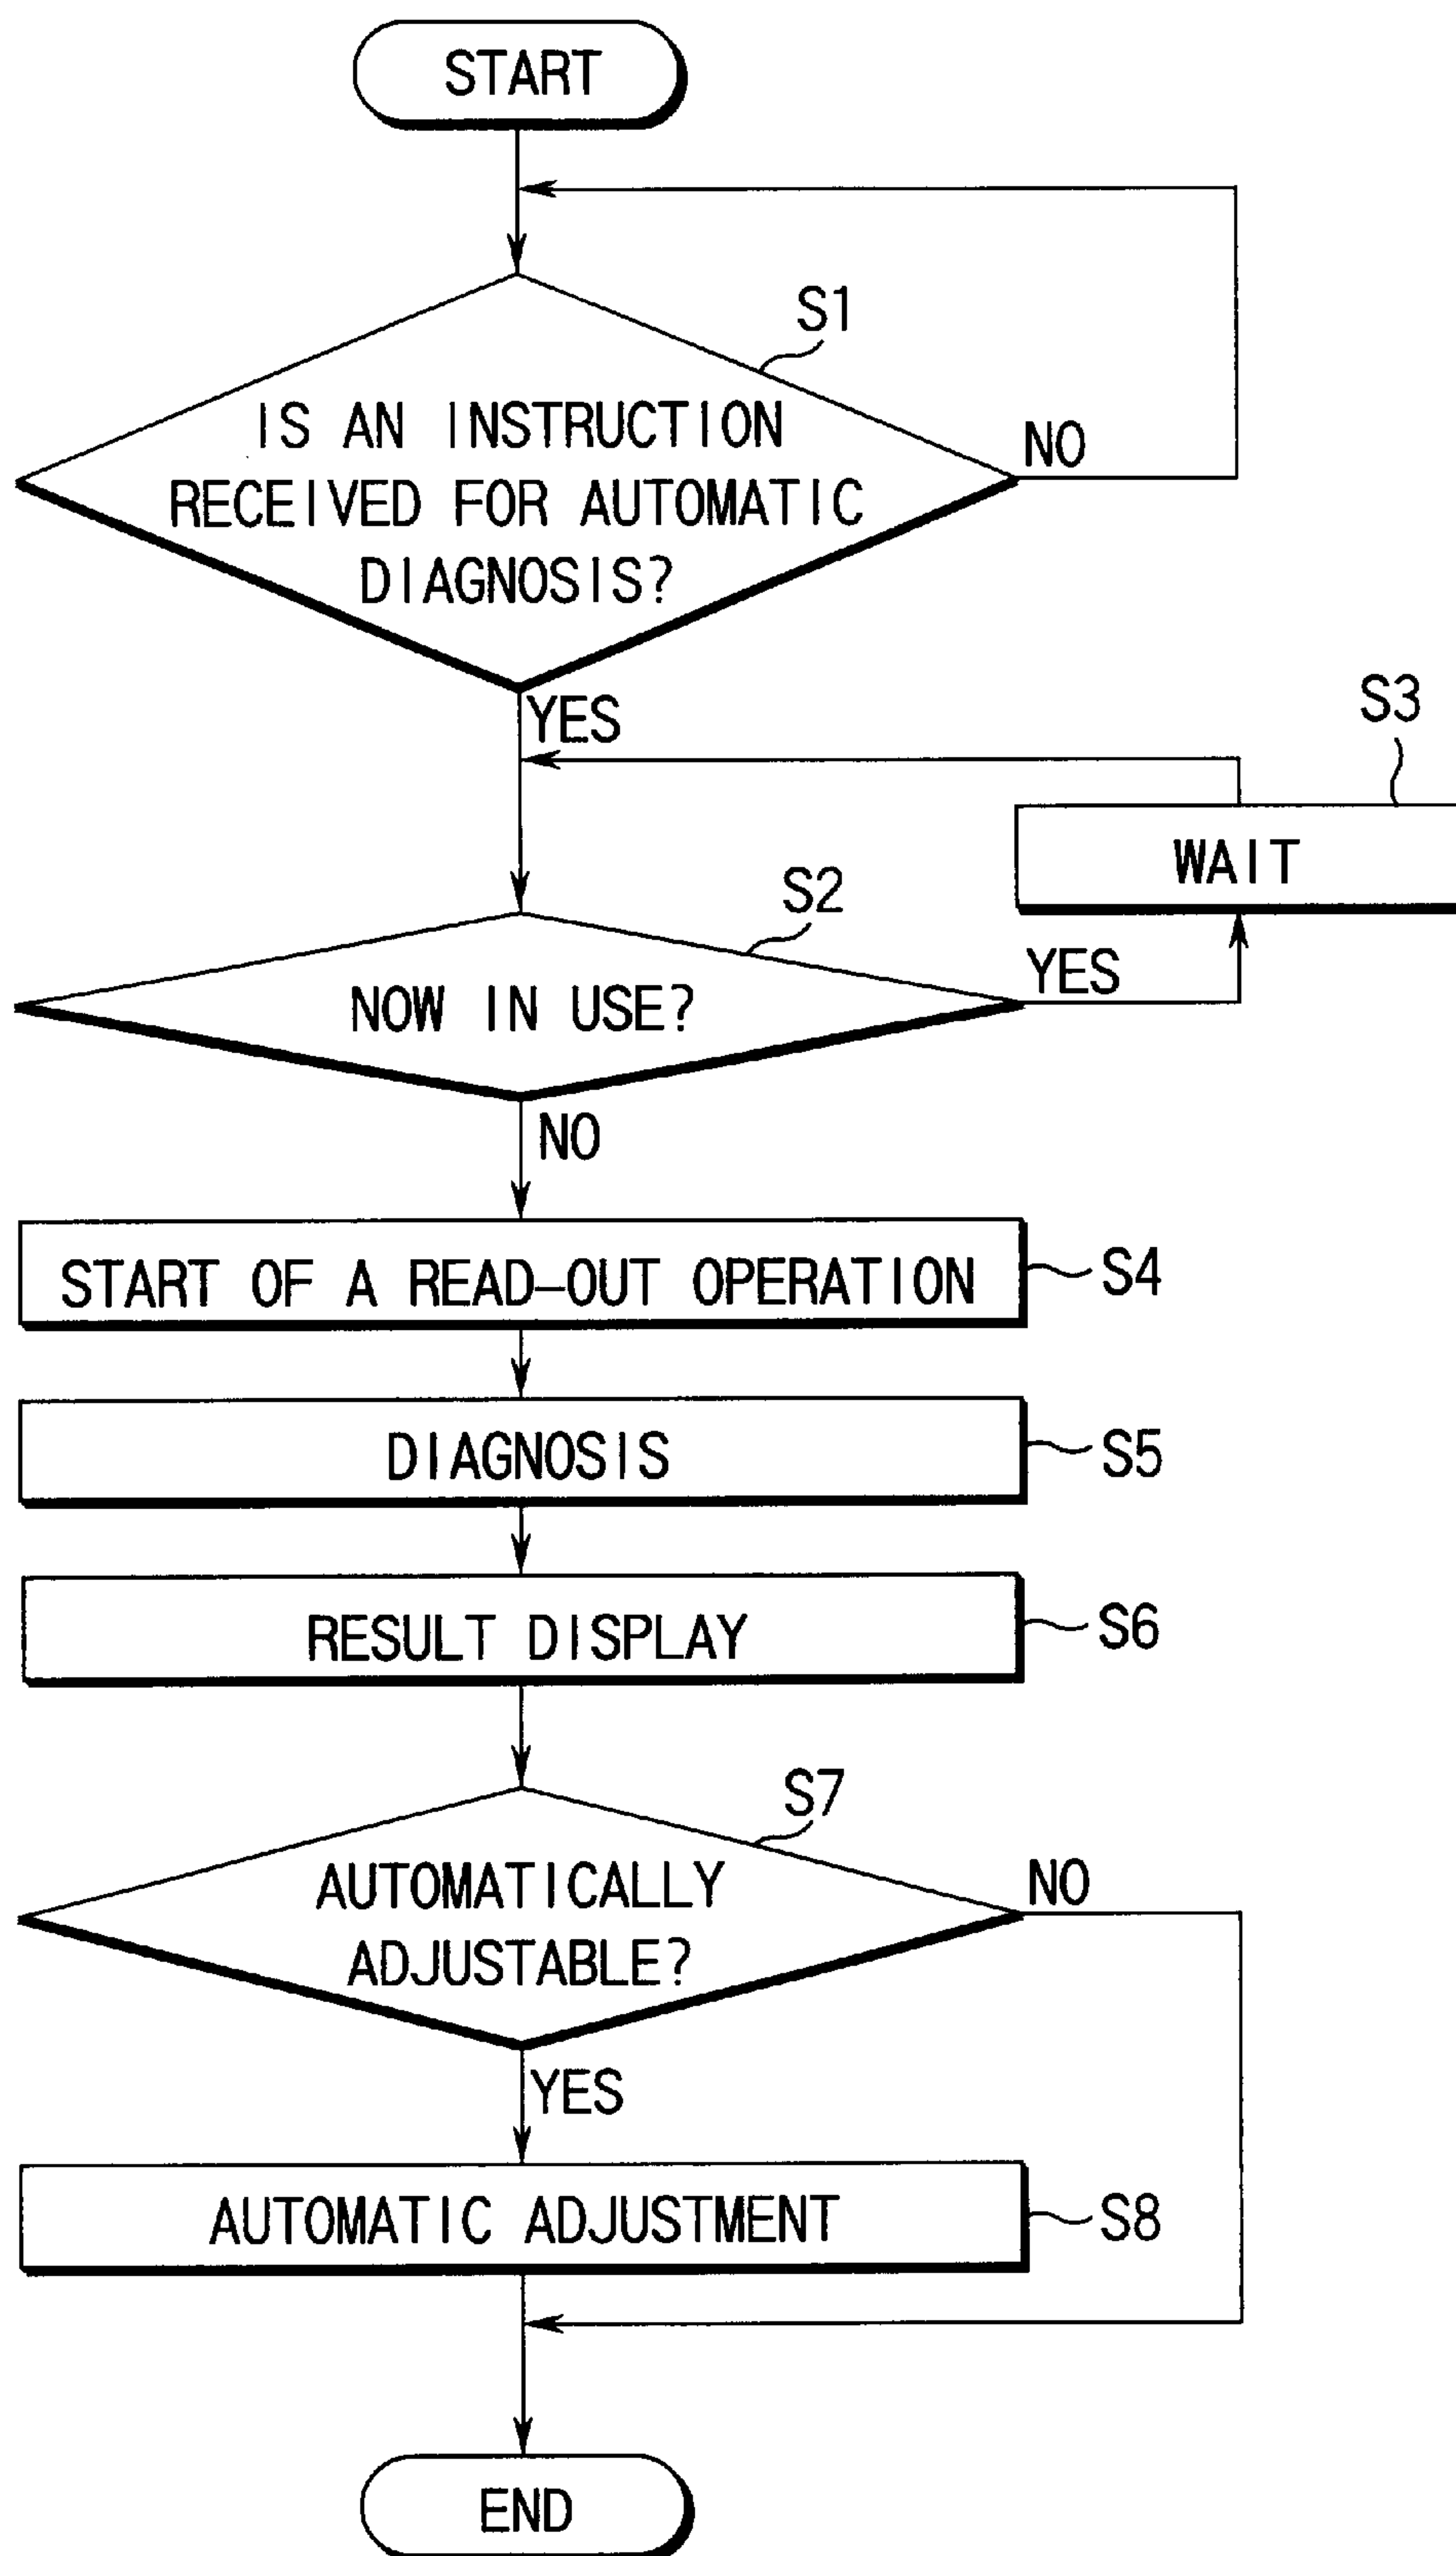 START
S1
IS AN INSTRUCTION
NO
RECEIVED FOR AUTOMATIC
DIAGNOSIS?
YES
S3
WAIT
S2
YES
NOW IN USE?
NO
START OF A READ-OUT OPERATION
S4
DIAGNOSIS
S5
RESULT DISPLAY
S6
S7
AUTOMATICALLY
NO
ADJUSTABLE?
YES
AUTOMATIC ADJUSTMENT
S8
END